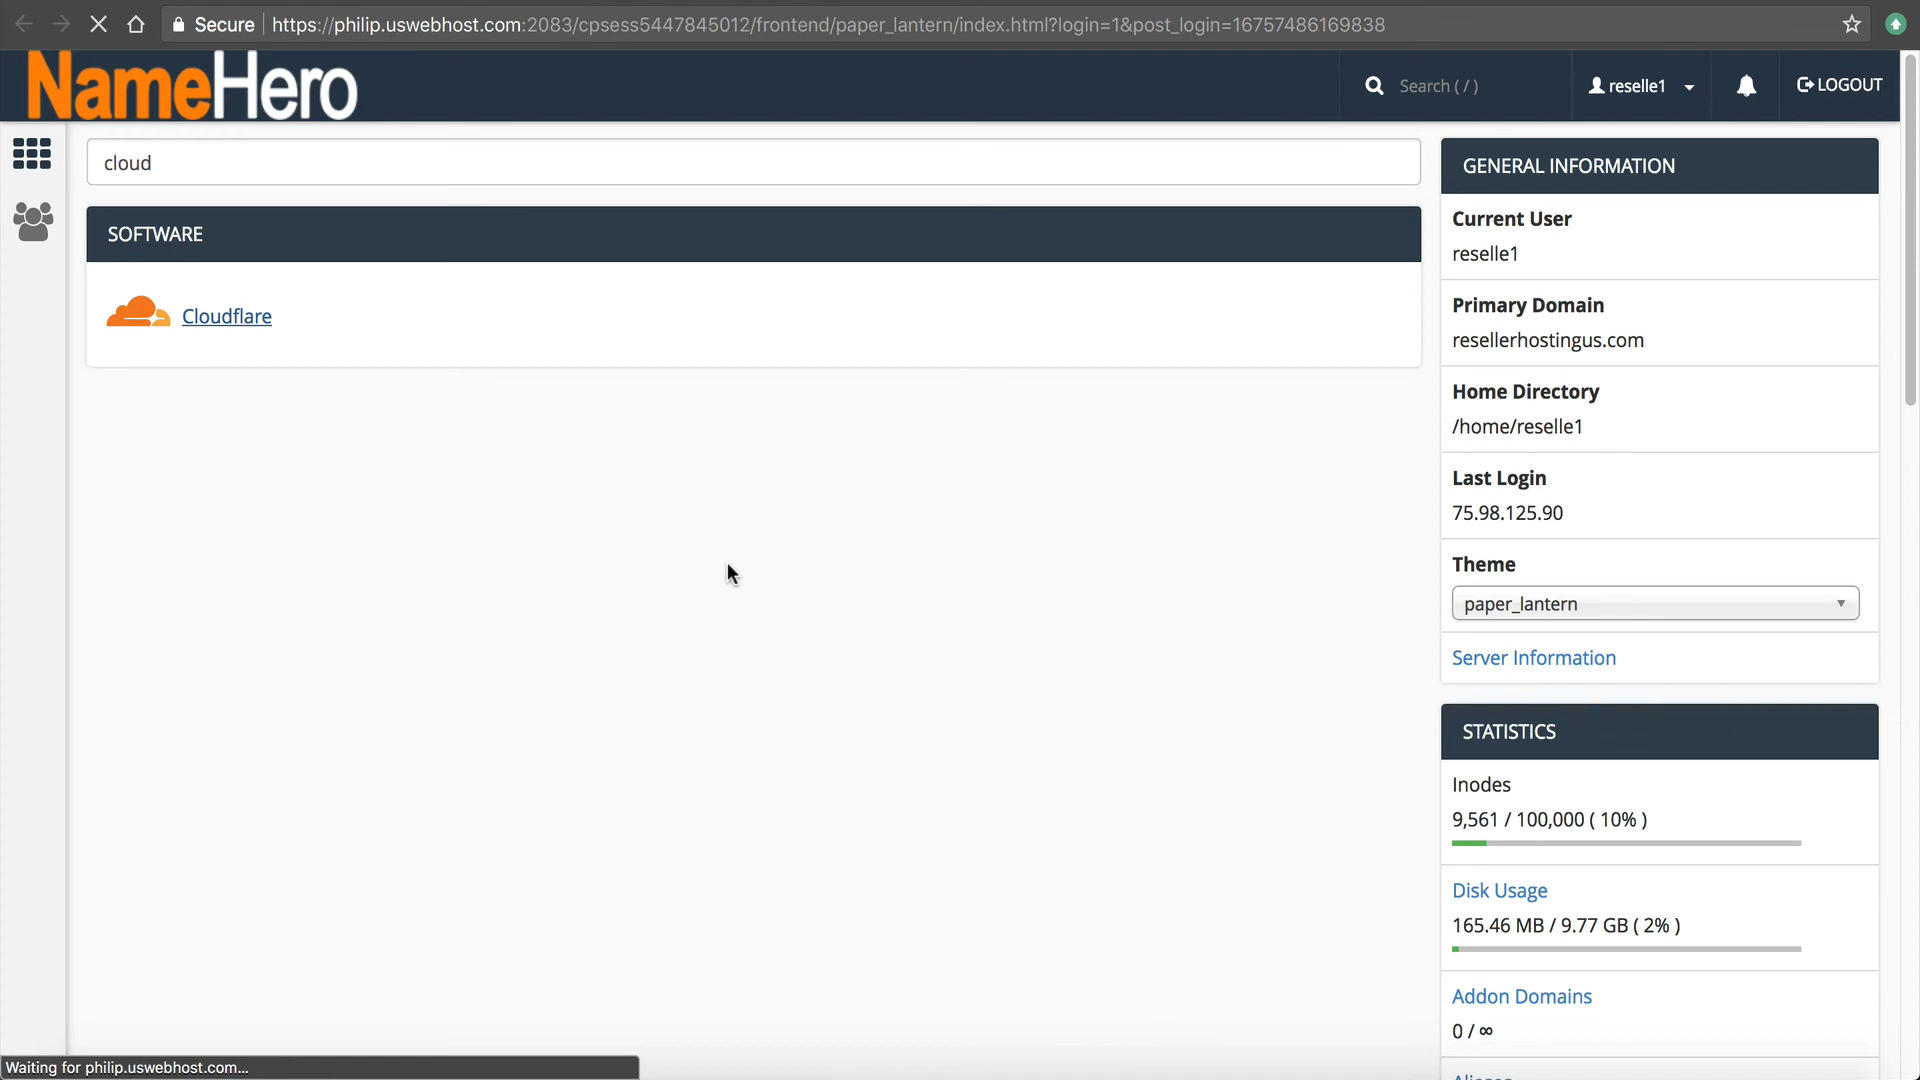 Secure https://philip.uswebhost.com:2083/cpsess5447845012/frontend/paper_lantern/index.html?login=1&post_login=16757486169838
NameHero
Search ( / )
reselle1
LOGOUT
cloud
SOFTWARE
Cloudflare
GENERAL INFORMATION
Current User
reselle1
Primary Domain
resellerhostingus.com
Home Directory
/home/reselle1
Last Login
75.98.125.90
Theme
paper_lantern
Server Information
STATISTICS
Inodes
9,561 / 100,000 ( 10% )
Disk Usage
165.46 MB / 9.77 GB ( 2% )
Addon Domains
0 / ∞
Waiting for philip.uswebhost.com...